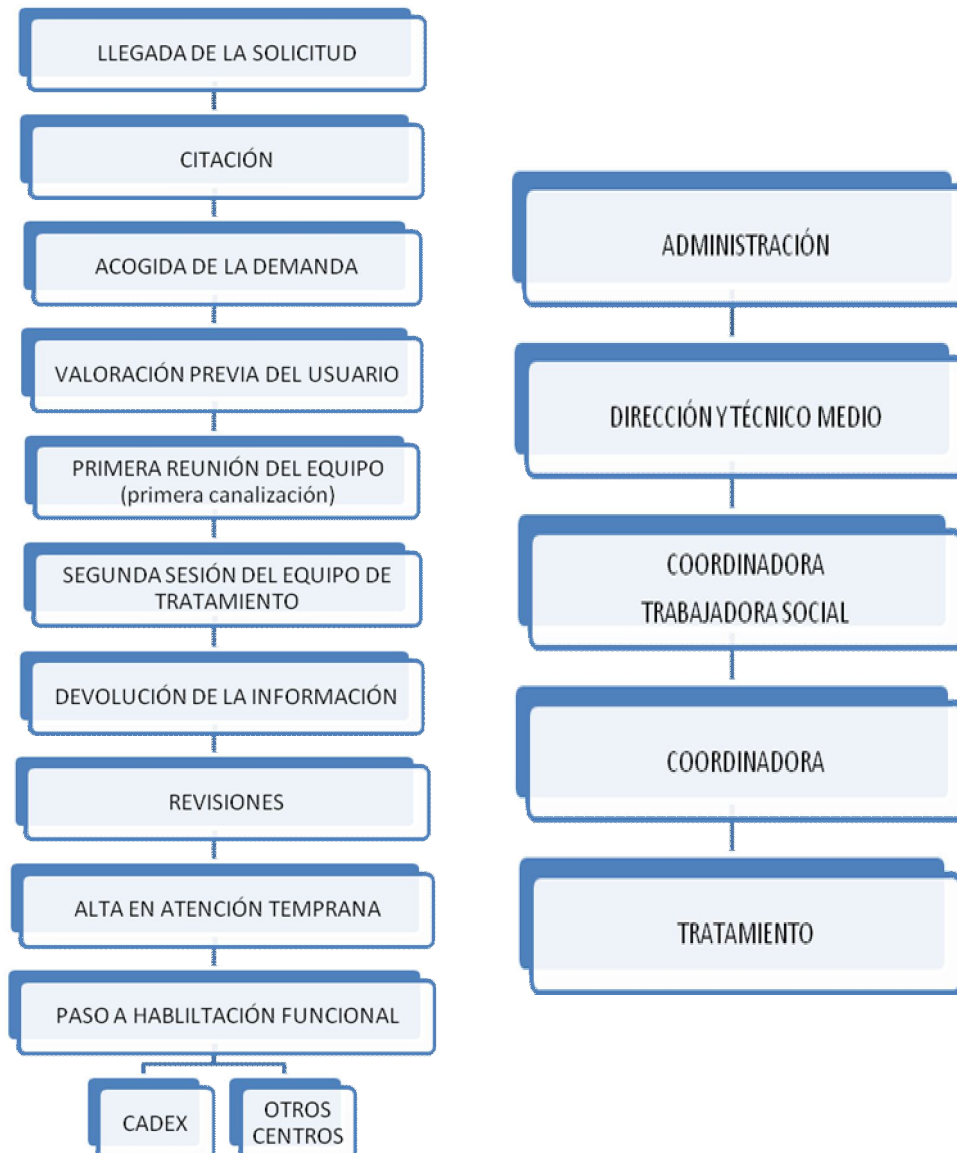 LLEGADA DE LA SOLICITUD
CITACIÓN
ACOGIDA DE LA DEMANDA
VALORACIÓN PREVIA DEL USUARIO
PRIMERA REUNIÓN DEL EQUIPO
(primera canalización)
SEGUNDA SESIÓN DEL EQUIPO DE
TRATAMIENTO
DEVOLUCIÓN DE LA INFORMACIÓN
REVISIONES
ALTA EN ATENCIÓN TEMPRANA
PASO A HABLILTACIÓN FUNCIONAL
CADEX
OTROS
CENTROS
ADMINISTRACIÓN
DIRECCIÓN Y TÉCNICO MEDIO
COORDINADORA
TRABAJADORA SOCIAL
COORDINADORA
TRATAMIENTO